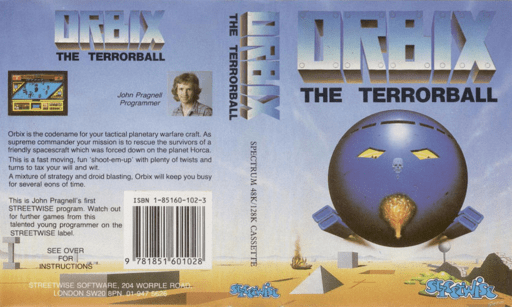 ORBIX
THE TERRORBALL
John Pragnell
Programmer
Orbix is the codename for your tactical planetary warfare craft. As
supreme commander your mission is to rescue the survivors of a
friendly spacecraft which was forced down on the planet Horca.
This is a fast moving, fun 'shoot-em-up' with plenty of twists and
turns to tax your will and wit.
A mixture of strategy and droid blasting, Orbix will keep you busy
for several eons of time.
This is John Pragnell's first
STREETWISE program. Watch out
for further games from this
talented young programmer on the
STREETWISE label.
SEE OVER
FOR
INSTRUCTIONS
ISBN 1-85160-102-3
9 781851 601028
STREETWISE SOFTWARE, 204 WORPLE ROAD,
LONDON SW20 8PN. 01-947 5626
ORBIX
THE TERRORBALL
SPECTRUM 48K/128K CASSETTE
STREETWISE
ORBIX
THE TERRORBALL
STREETWISE